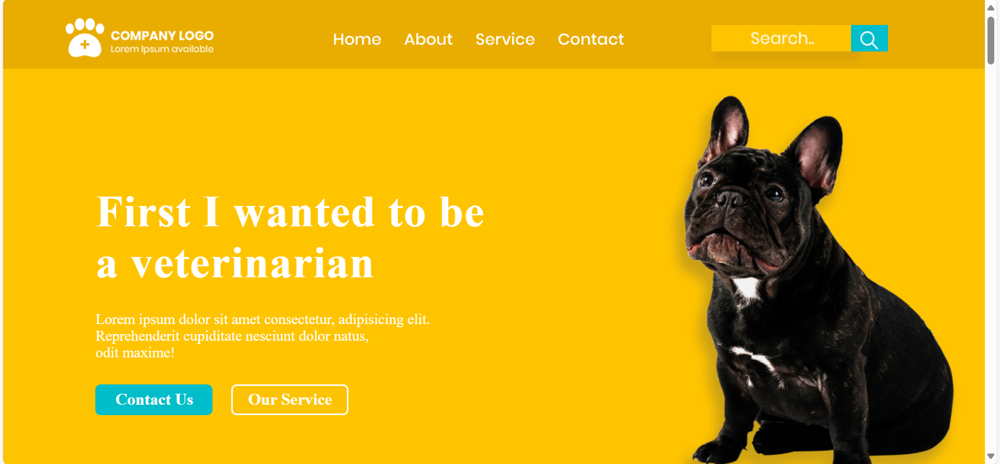 COMPANY LOGO
Lorem Ipsum available
Home About Service Contact
Search..
First I wanted to be
a veterinarian
Lorem ipsum dolor sit amet consectetur, adipisicing elit.
Reprehenderit cupiditate nesciunt dolor natus,
odit maxime!
Contact Us Our Service